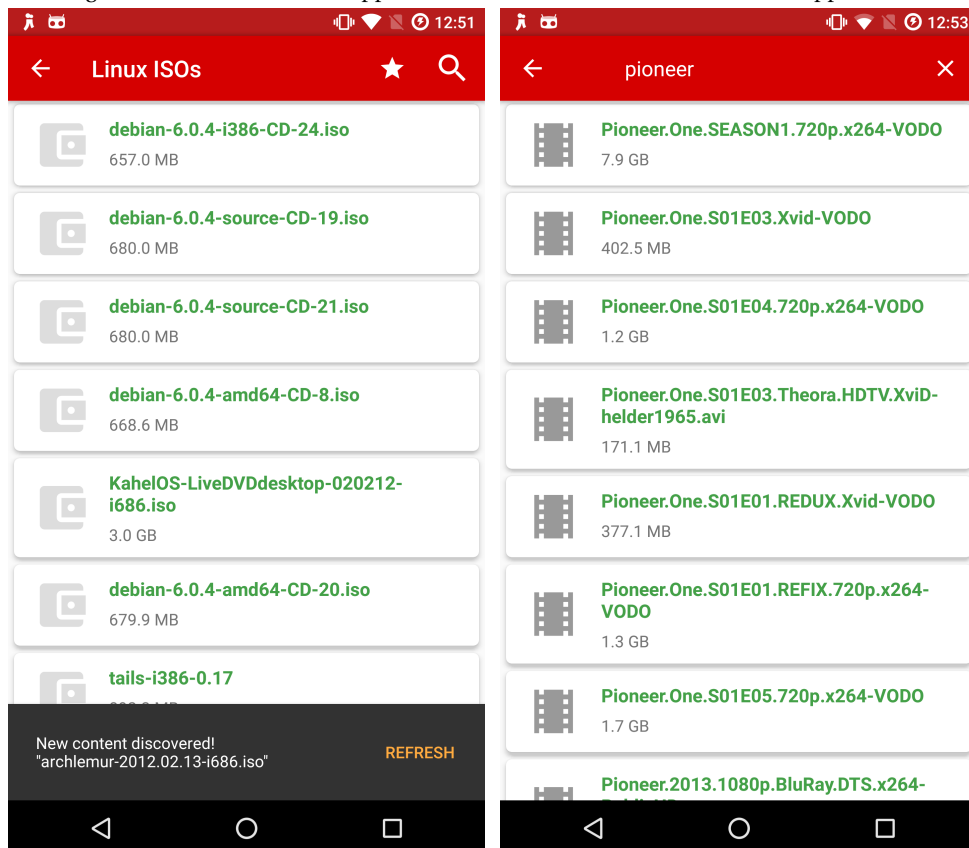 12:51
Linux ISOs
debian-6.0.4-i386-CD-24.iso
657.0 MB
debian-6.0.4-source-CD-19.iso
680.0 MB
debian-6.0.4-source-CD-21.iso
680.0 MB
debian-6.0.4-amd64-CD-8.iso
668.6 MB
KahelOS-LiveDVDdesktop-020212-
i686.iso
3.0 GB
debian-6.0.4-amd64-CD-20.iso
679.9 MB
tails-i386-0.17
New content discovered!
"archlemur-2012.02.13-i686.iso"
REFRESH
12:53
pioneer
Pioneer.One.SEASON1.720p.x264-VODO
7.9 GB
Pioneer.One.S01E03.Xvid-VODO
402.5 MB
Pioneer.One.S01E04.720p.x264-VODO
1.2 GB
Pioneer.One.S01E03.Theora.HDTV.XviD-
helder1965.avi
171.1 MB
Pioneer.One.S01E01.REDUX.Xvid-VODO
377.1 MB
Pioneer.One.S01E01.REFIX.720p.x264-
VODO
1.3 GB
Pioneer.One.S01E05.720p.x264-VODO
1.7 GB
Pioneer.2013.1080p.BluRay.DTS.x264-